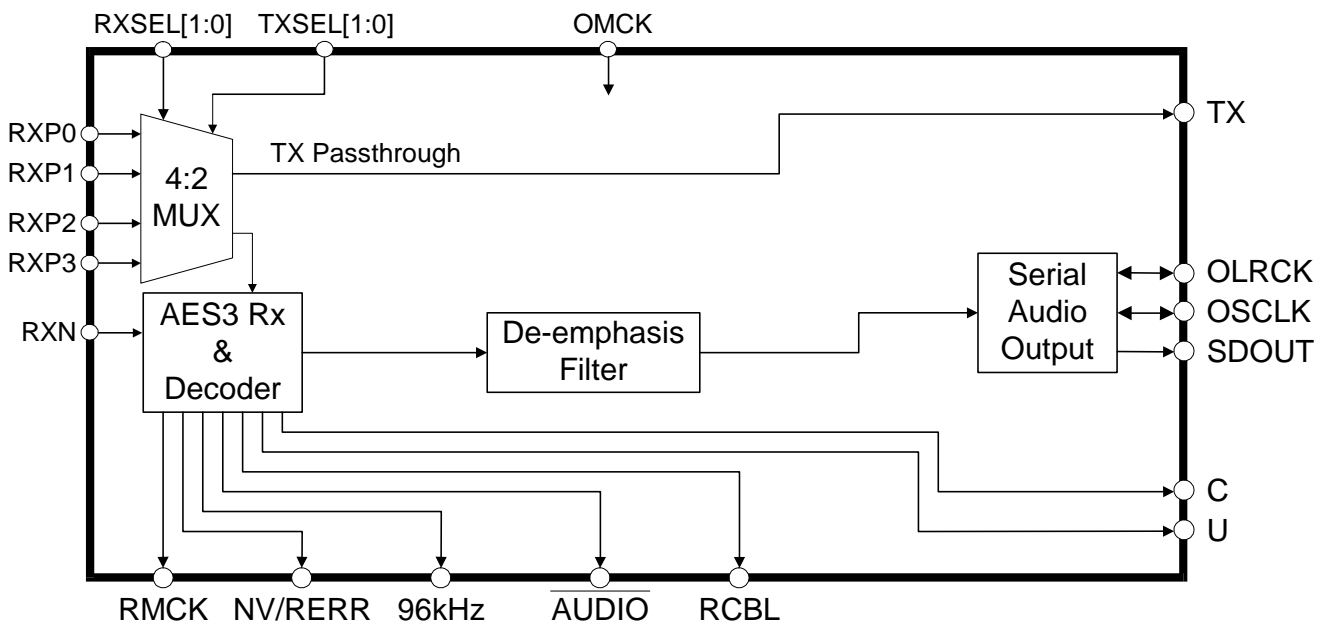 RXSEL[1:0] TXSEL[1:0] OMCK
RXP0
RXP1
RXP2
RXP3
RXN
4:2
MUX
TX Passthrough
TX
AES3 Rx
&
Decoder
De-emphasis
Filter
Serial
Audio
Output
OLRCK
OSCLK
SDOUT
C
U
RMCK NV/RERR 96kHz AUDIO RCBL